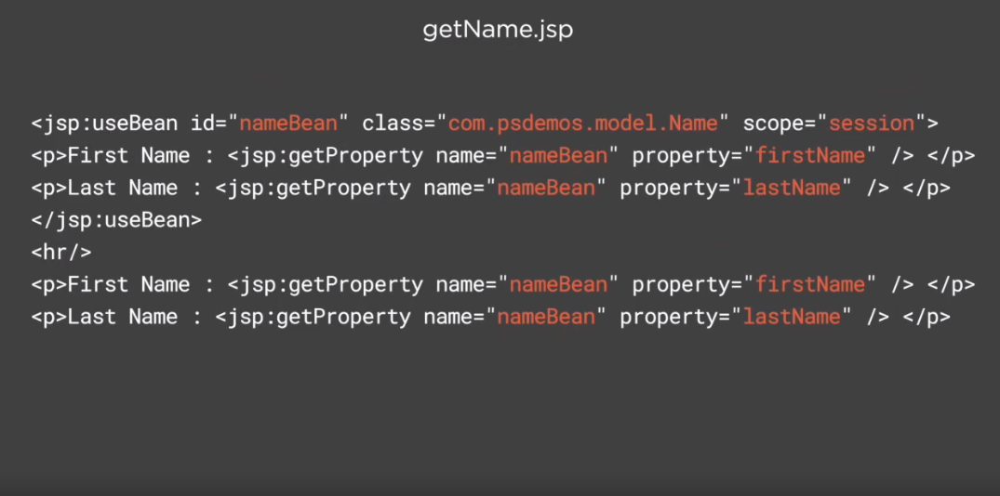 getName.jsp
<jsp:useBean id="nameBean" class="com.psdemos.model.Name" scope="session">
<p>First Name : <jsp:getProperty name="nameBean" property="firstName" /> </p>
<p>Last Name : <jsp:getProperty name="nameBean" property="lastName" /> </p>
</jsp:useBean>
<hr/>
<p>First Name : <jsp:getProperty name="nameBean" property="firstName" /> </p>
<p>Last Name : <jsp:getProperty name="nameBean" property="lastName" /> </p>